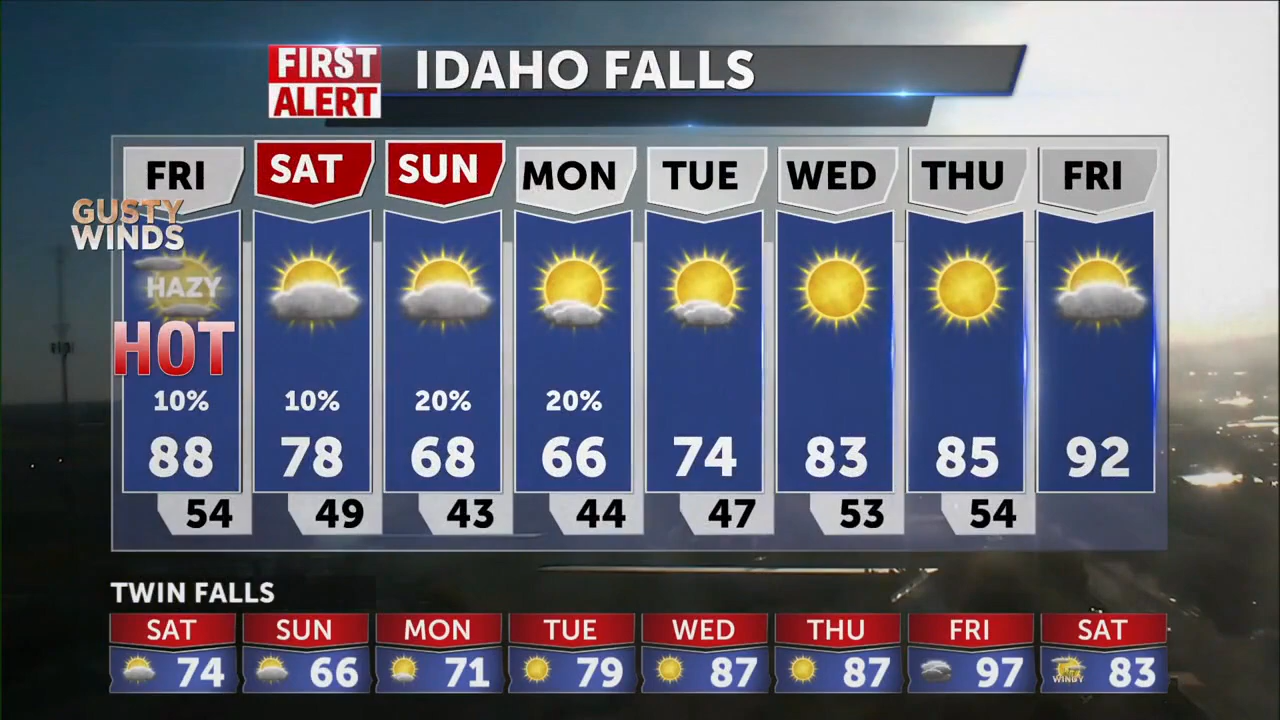 FIRST
ALERT
IDAHO FALLS
FRI SAT SUN MON TUE WED THU FRI
GUSTY
WINDS
HAZY
HOT
10% 10% 20% 20%
88 78 68 66 74 83 85 92
54 49 43 44 47 53 54
TWIN FALLS
SAT SUN MON TUE WED THU FRI SAT
74 66 71 79 87 87 97 83
WINDY